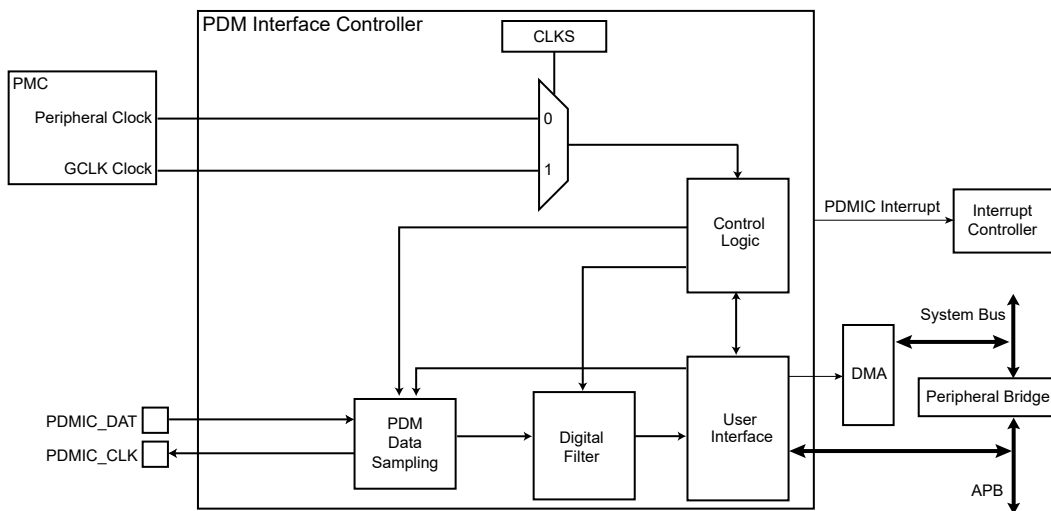 PDM Interface Controller
CLKS
PMC
Peripheral Clock
0
GCLK Clock
1
Control
Logic
PDMIC Interrupt
Interrupt
Controller
System Bus
DMA
Peripheral Bridge
PDMIC_DAT
PDMIC_CLK
PDM
Data
Sampling
Digital
Filter
User
Interface
APB